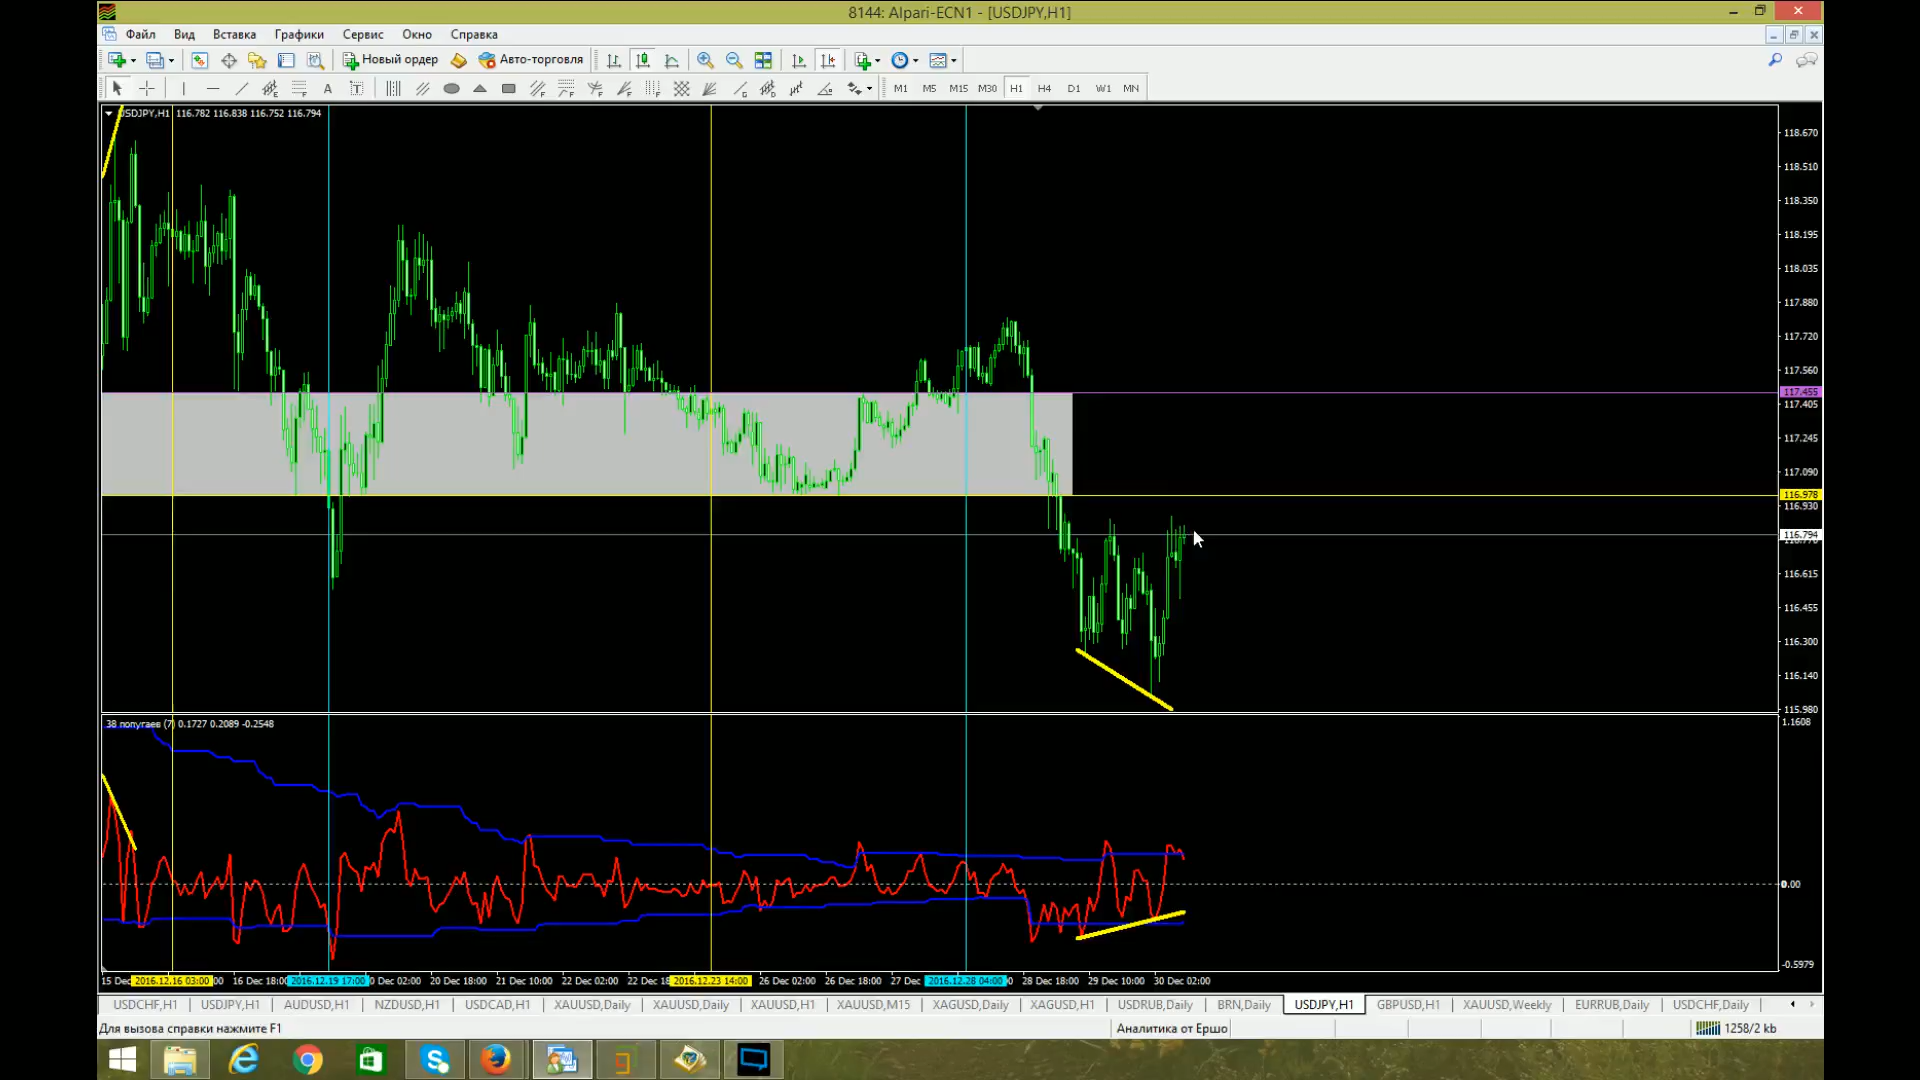 8144: Alpari-ECN1 - [USDJPY,H1]
Файл Вид Вставка Графики Сервис Окно Справка
Новый ордер Авто-торговля
A T M1 M5 M15 M30 H1 H4 D1 W1 MN
USDJPY,H1 116.782 116.838 116.752 116.794
118.670
118.510
118.350
118.195
118.035
117.880
117.720
117.560
117.455
117.405
117.245
117.090
116.978
116.930
116.794
116.615
116.455
116.300
116.140
115.980
38 попугаев (7) 0.1727 0.2089 -0.2548
1.1608
0.00
-0.5979
15 Dec 2016.12.16 03:00 16 Dec 18:00 2016.12.19 17:00 0 Dec 02:00 20 Dec 18:00 21 Dec 10:00 22 Dec 02:00 22 Dec 18 2016.12.23 14:00 26 Dec 02:00 26 Dec 18:00 27 Dec 2016.12.28 04:00 0 28 Dec 18:00 29 Dec 10:00 30 Dec 02:00
USDCHF,H1 USDJPY,H1 AUDUSD,H1 NZDUSD,H1 USDCAD,H1 XAUUSD,Daily XAUUSD,Daily XAUUSD,H1 XAUUSD,M15 XAGUSD,Daily XAGUSD,H1 USDRUB,Daily BRN,Daily USDJPY,H1 GBPUSD,H1 XAUUSD,Weekly EURRUB,Daily USDCHF,Daily
Для вызова справки нажмите F1 Аналитика от Ершо 1258/2 kb